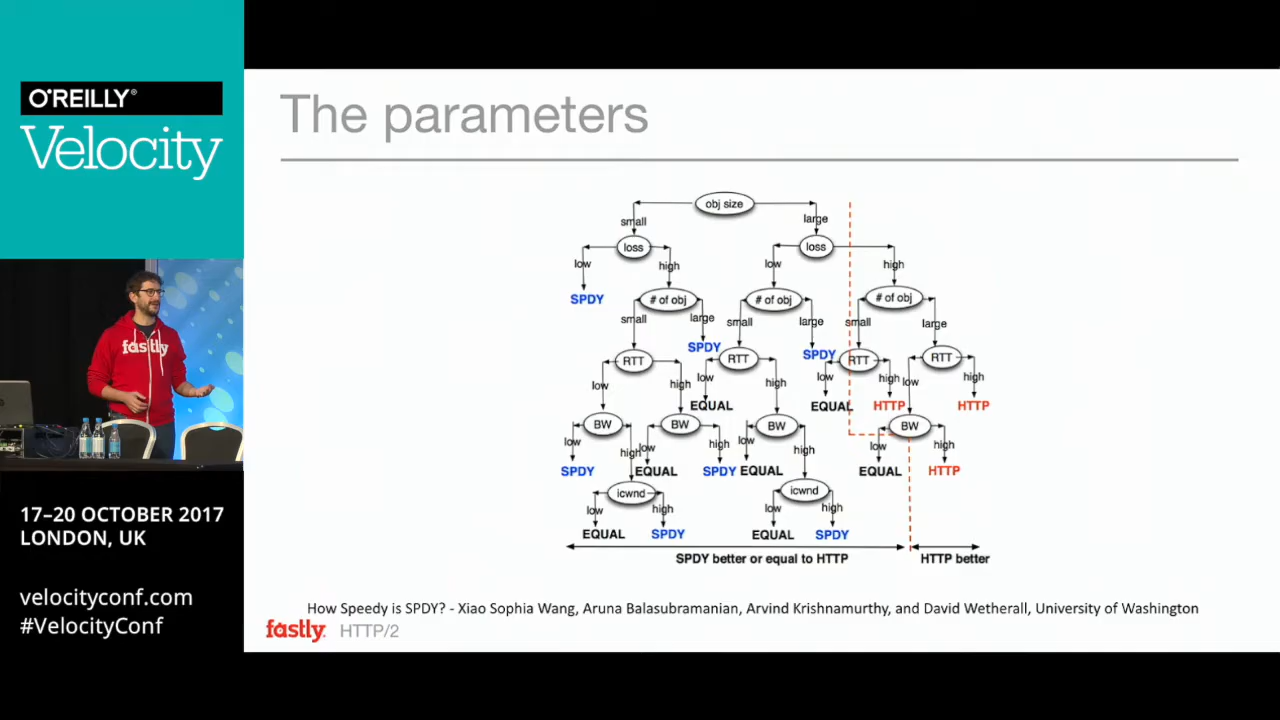 O'REILLY®
Velocity
fastly
17–20 OCTOBER 2017
LONDON, UK
velocityconf.com
#VelocityConf
The parameters
obj size
small
large
loss
loss
low
high
low
high
SPDY
# of obj
# of obj
# of obj
small
large
small
large
small
large
SPDY
SPDY
RTT
RTT
RTT
RTT
low
high
low
high
low
high
low
high
EQUAL
EQUAL
HTTP
HTTP
BW
BW
BW
BW
low
high
low
high
low
high
low
high
SPDY
EQUAL
SPDY
EQUAL
EQUAL
HTTP
icwnd
icwnd
low
high
low
high
EQUAL
SPDY
EQUAL
SPDY
SPDY better or equal to HTTP
HTTP better
How Speedy is SPDY? - Xiao Sophia Wang, Aruna Balasubramanian, Arvind Krishnamurthy, and David Wetherall, University of Washington
fastly HTTP/2